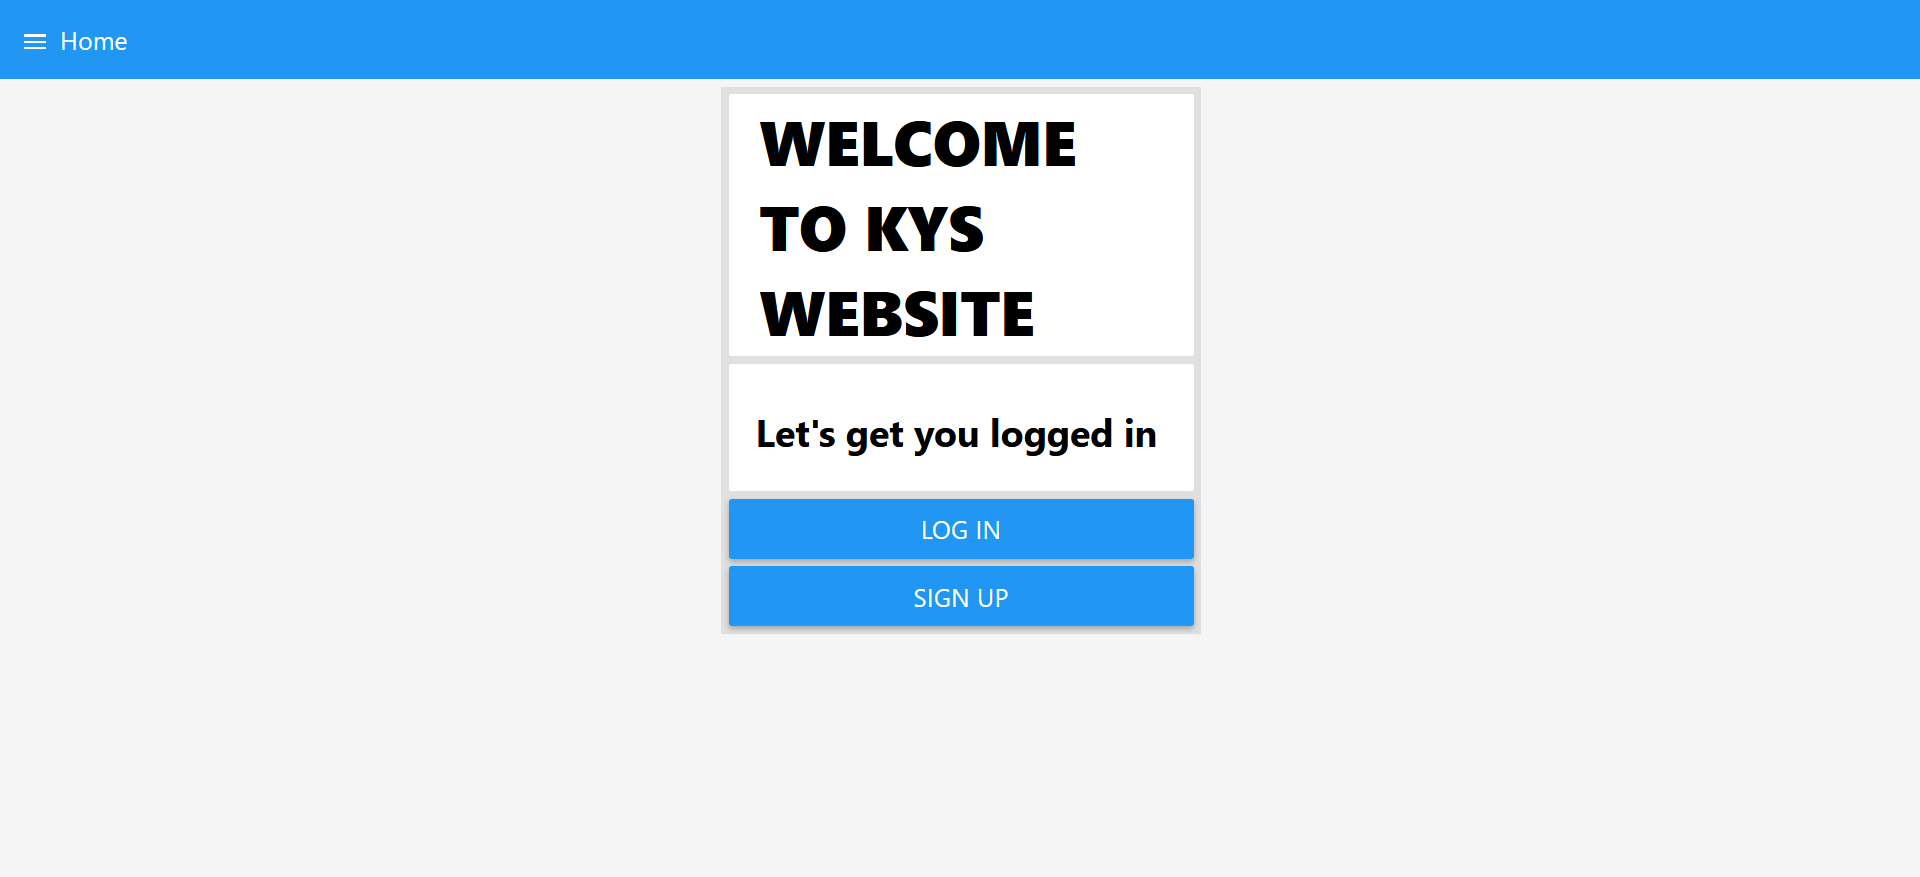 Home
WELCOME
TO KYS
WEBSITE
Let's get you logged in
LOG IN
SIGN UP